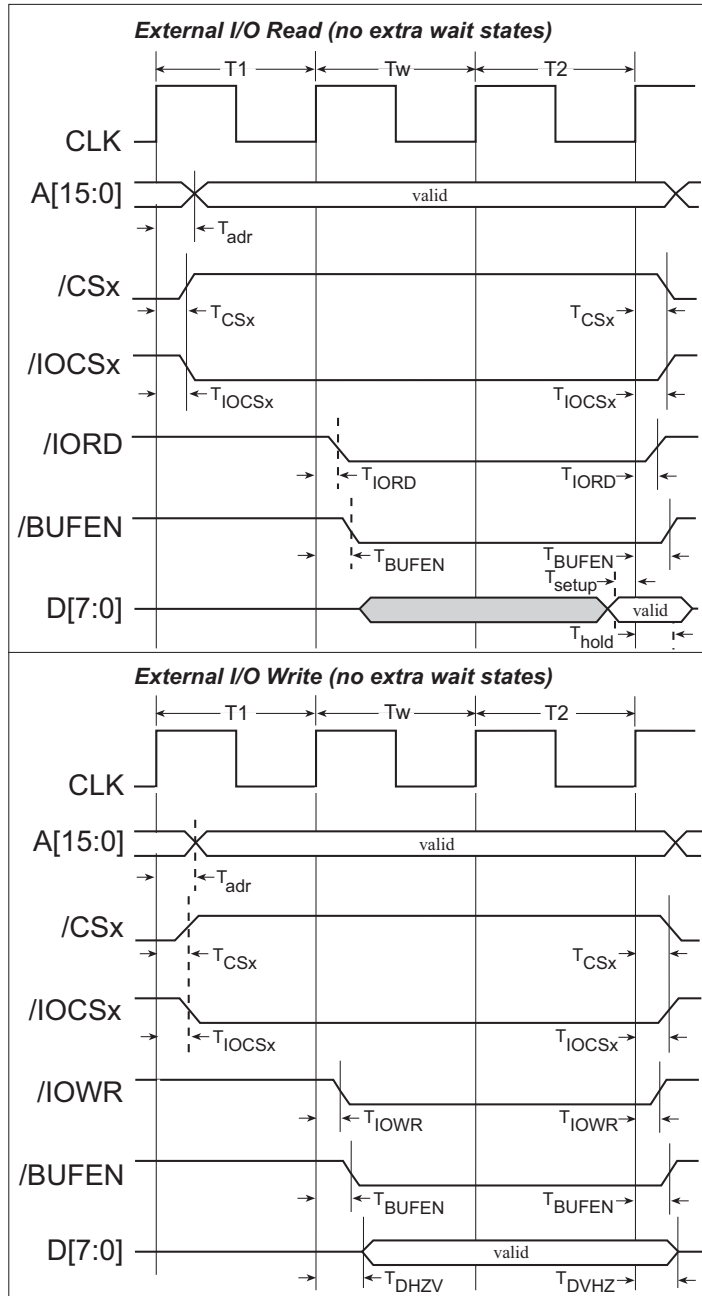 External I/O Read (no extra wait states)
T1 Tw T2
CLK
A[15:0] valid
Tadr
/CSx
TCSx TCSx
/IOCSx
TIOCSx TIOCSx
/IORD
TIORD TIORD
/BUFEN
TBUFEN TBUFEN
Tsetup
D[7:0] valid
Thold
External I/O Write (no extra wait states)
T1 Tw T2
CLK
A[15:0] valid
Tadr
/CSx
TCSx TCSx
/IOCSx
TIOCSx TIOCSx
/IOWR
TIOWR TIOWR
/BUFEN
TBUFEN TBUFEN
D[7:0] valid
TDHZV TDVHZ